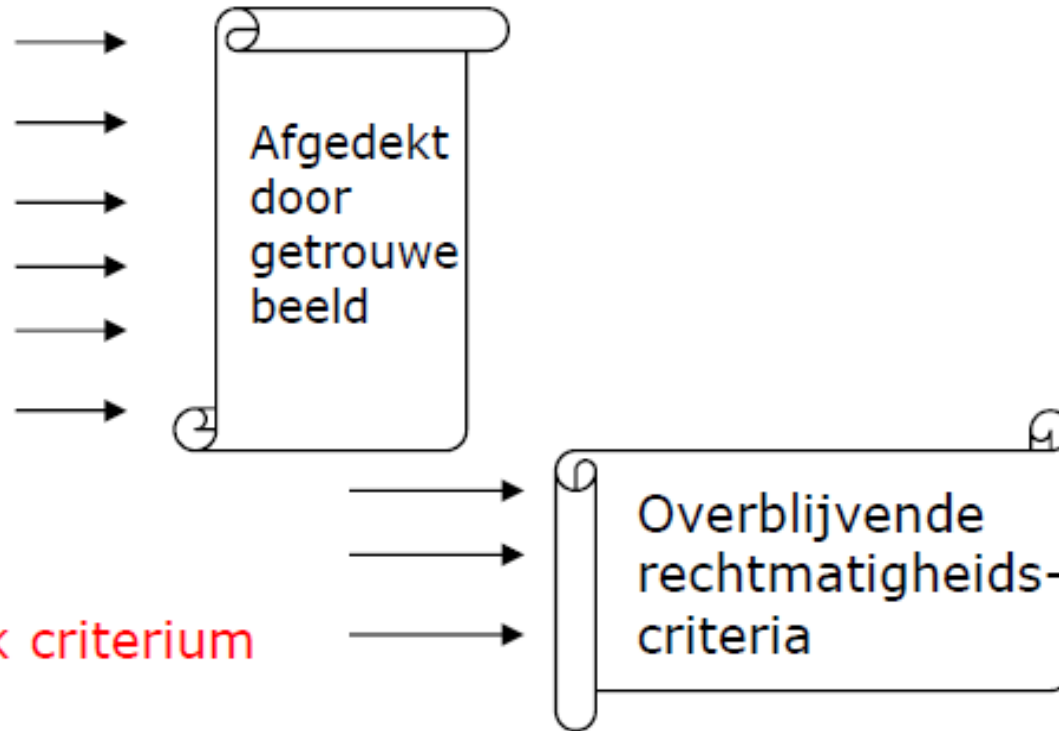 Afgedekt
door
getrouwe
beeld
Overblijvende
rechtmatigheids-
criteria
criterium